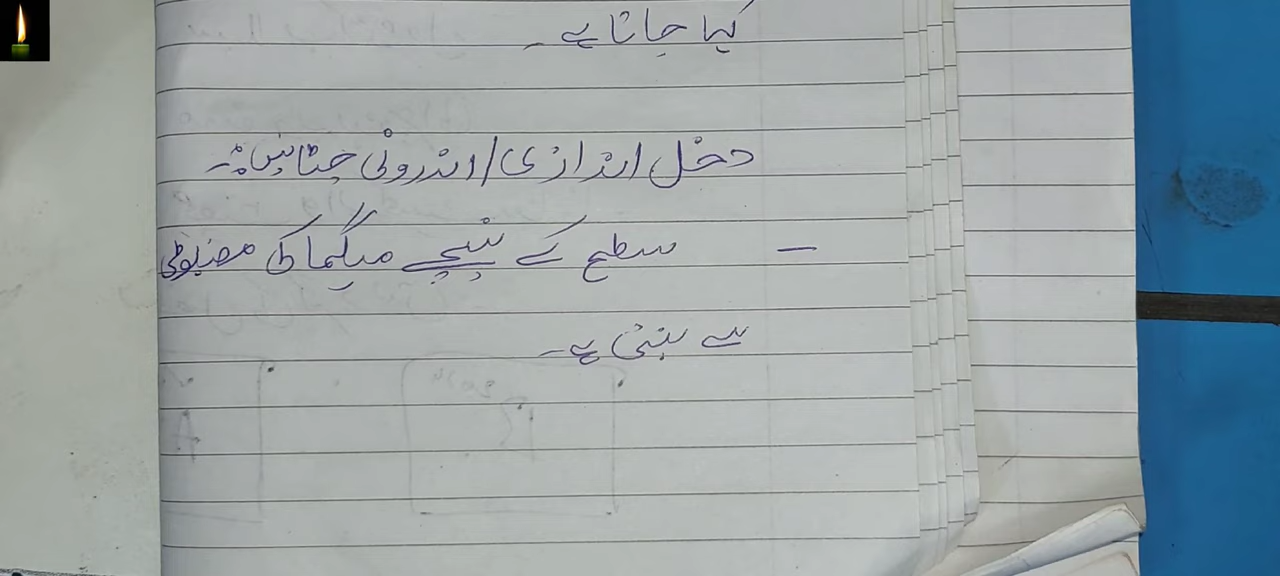 کیا جاتا ہے۔
دخل اندازی/اندرونی چٹانیں:۔
– سطح کے نیچے میگما کی مضبوطی
سے بنتی ہے۔